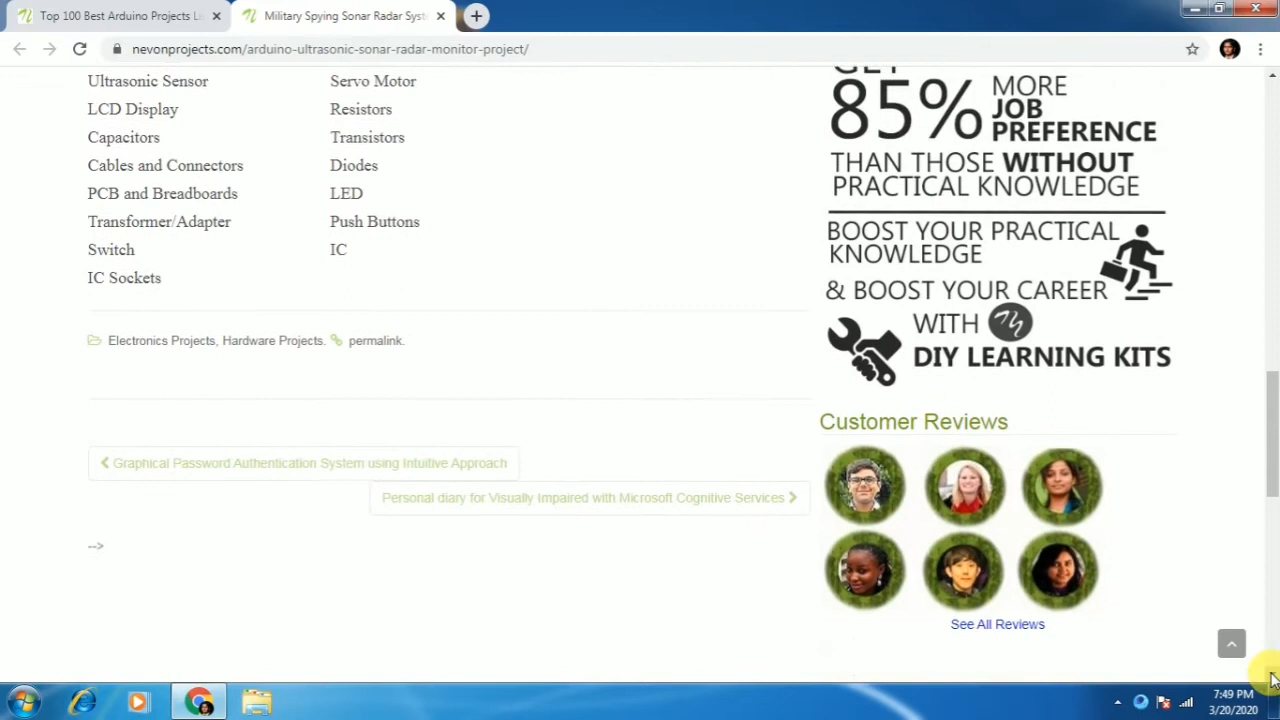 Top 100 Best Arduino Projects Li
Military Spying Sonar Radar Syst
nevonprojects.com/arduino-ultrasonic-sonar-radar-monitor-project/
Ultrasonic Sensor
Servo Motor
LCD Display
Resistors
Capacitors
Transistors
Cables and Connectors
Diodes
PCB and Breadboards
LED
Transformer/Adapter
Push Buttons
Switch
IC
IC Sockets
Electronics Projects, Hardware Projects. permalink.
Graphical Password Authentication System using Intuitive Approach
Personal diary for Visually Impaired with Microsoft Cognitive Services
-->
GET
85% MORE
JOB
PREFERENCE
THAN THOSE WITHOUT
PRACTICAL KNOWLEDGE
BOOST YOUR PRACTICAL
KNOWLEDGE
& BOOST YOUR CAREER
WITH
DIY LEARNING KITS
Customer Reviews
See All Reviews
7:49 PM
3/20/2020